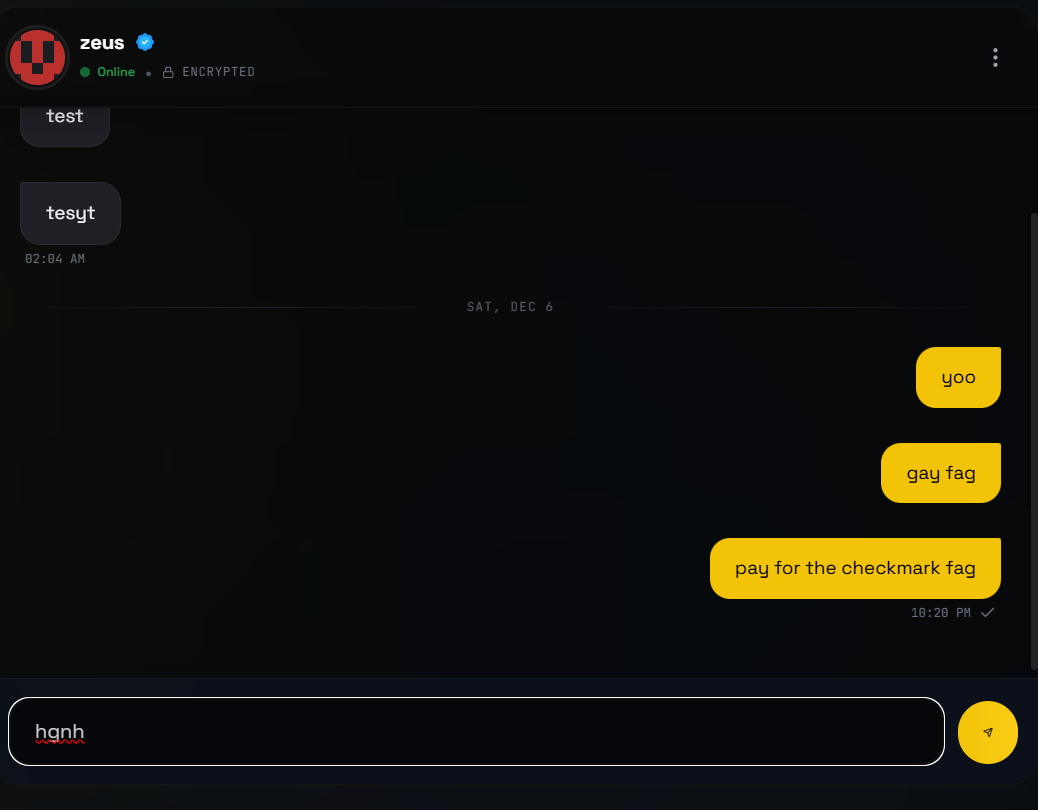 zeus
Online • ENCRYPTED
test
tesyt
02:04 AM
SAT, DEC 6
yoo
gay fag
pay for the checkmark fag
10:20 PM
hgnh